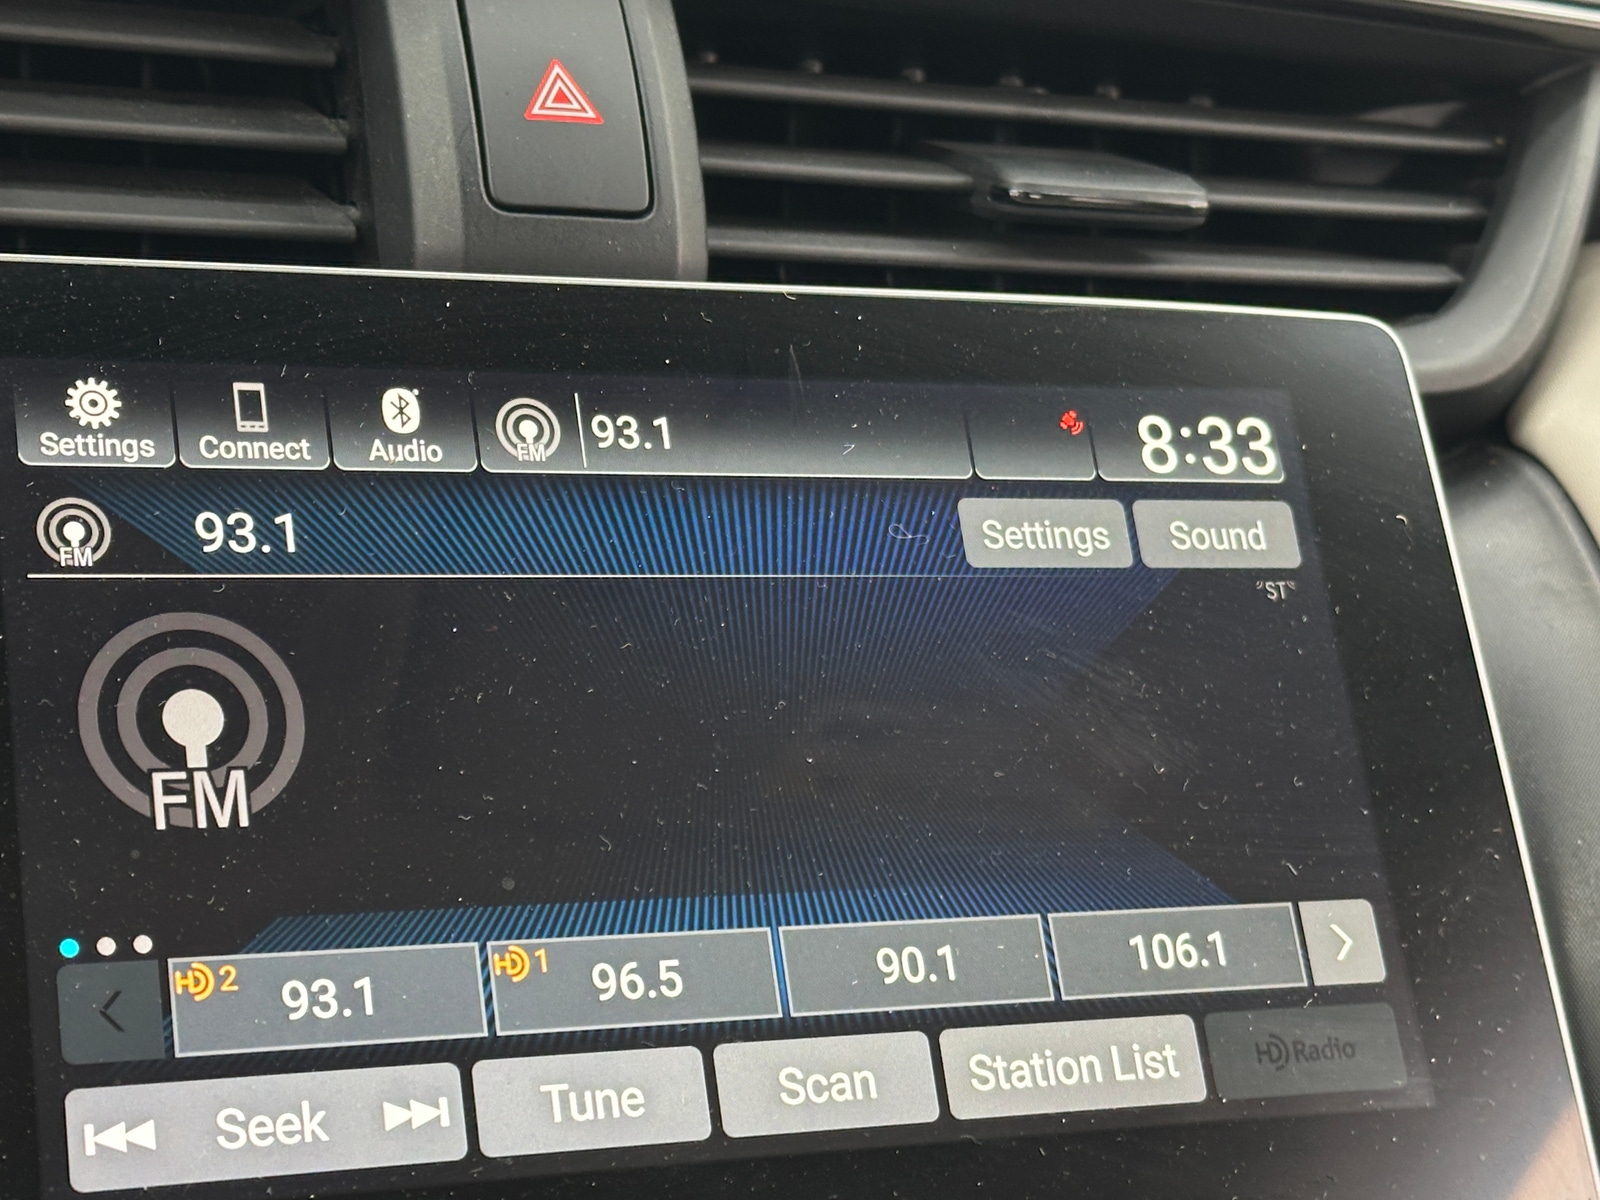 Settings Connect Audio FM 93.1 8:33
FM 93.1 Settings Sound
"ST"
FM
HD 2 93.1 HD 1 96.5 90.1 106.1
Seek Tune Scan Station List HD Radio